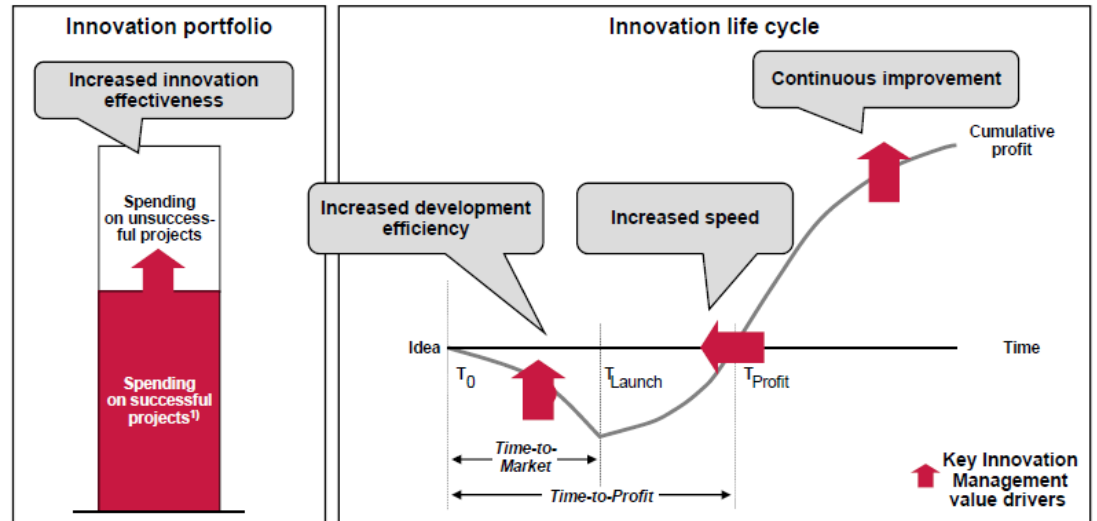 Innovation portfolio
Increased innovation
effectiveness
Spending
on unsuccess-
ful projects
Spending
on successful
projects1)
Innovation life cycle
Continuous improvement
Cumulative
profit
Increased development
efficiency
Increased speed
Idea
Time
T0
TLaunch
TProfit
Time-to-
Market
Time-to-Profit
Key Innovation
Management
value drivers